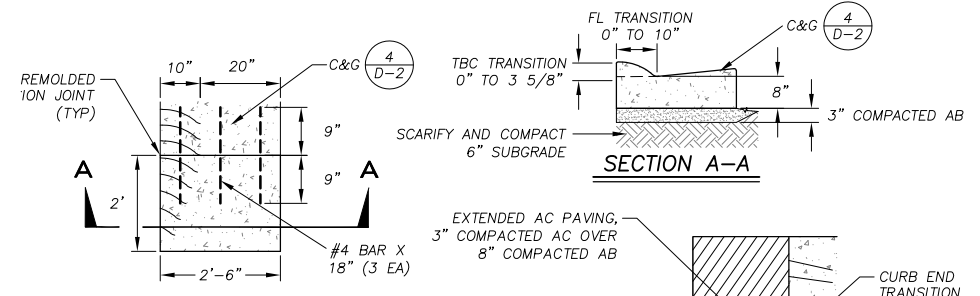 10"
20"
C&G
4
D-2
REMOLDED
ION JOINT
(TYP)
9"
9"
A
A
2'
#4 BAR X
18" (3 EA)
2'-6"
FL TRANSITION
0" TO 10"
C&G
4
D-2
TBC TRANSITION
0" TO 3 5/8"
8"
3" COMPACTED AB
SCARIFY AND COMPACT
6" SUBGRADE
SECTION A-A
EXTENDED AC PAVING,
3" COMPACTED AC OVER
8" COMPACTED AB
CURB END
TRANSITION